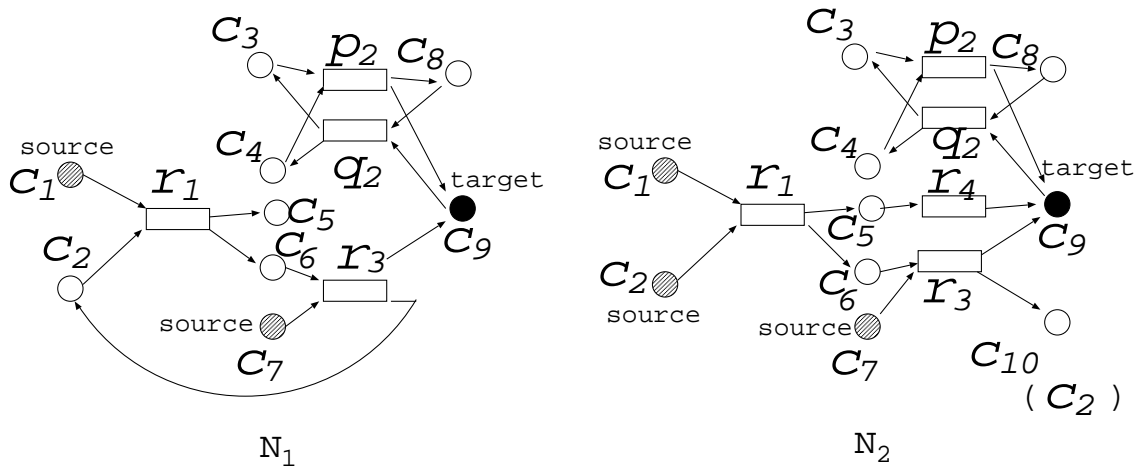 c3 p2 c8
c4 q2
source
c1 r1
target
c5 c9
c2 c6 r3
source
c7
N1
c3 p2 c8
c4 q2
source
c1 r1 r4
target
c5 c9
c2 c6 r3
source source
c7 c10
( c2 )
N2